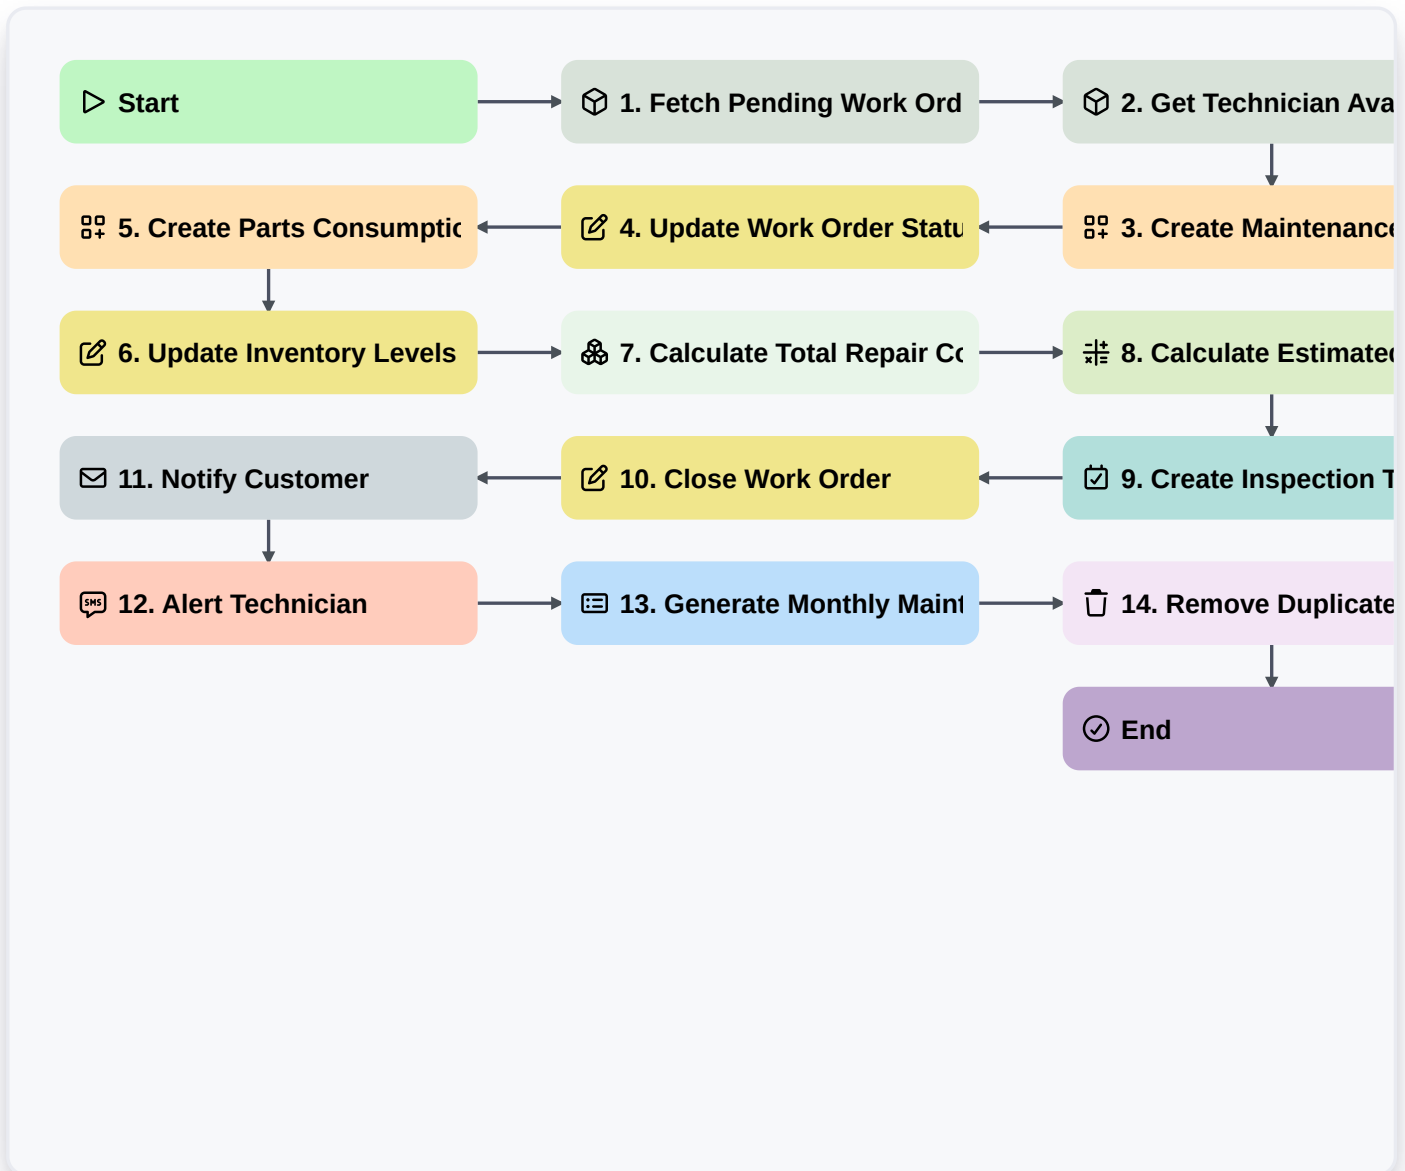 Start
1. Fetch Pending Work Ord
2. Get Technician Ava
5. Create Parts Consumptic
4. Update Work Order Statu
3. Create Maintenance
6. Update Inventory Levels
7. Calculate Total Repair Co
8. Calculate Estimated
11. Notify Customer
10. Close Work Order
9. Create Inspection T
SMS
12. Alert Technician
13. Generate Monthly Maint
14. Remove Duplicate
End